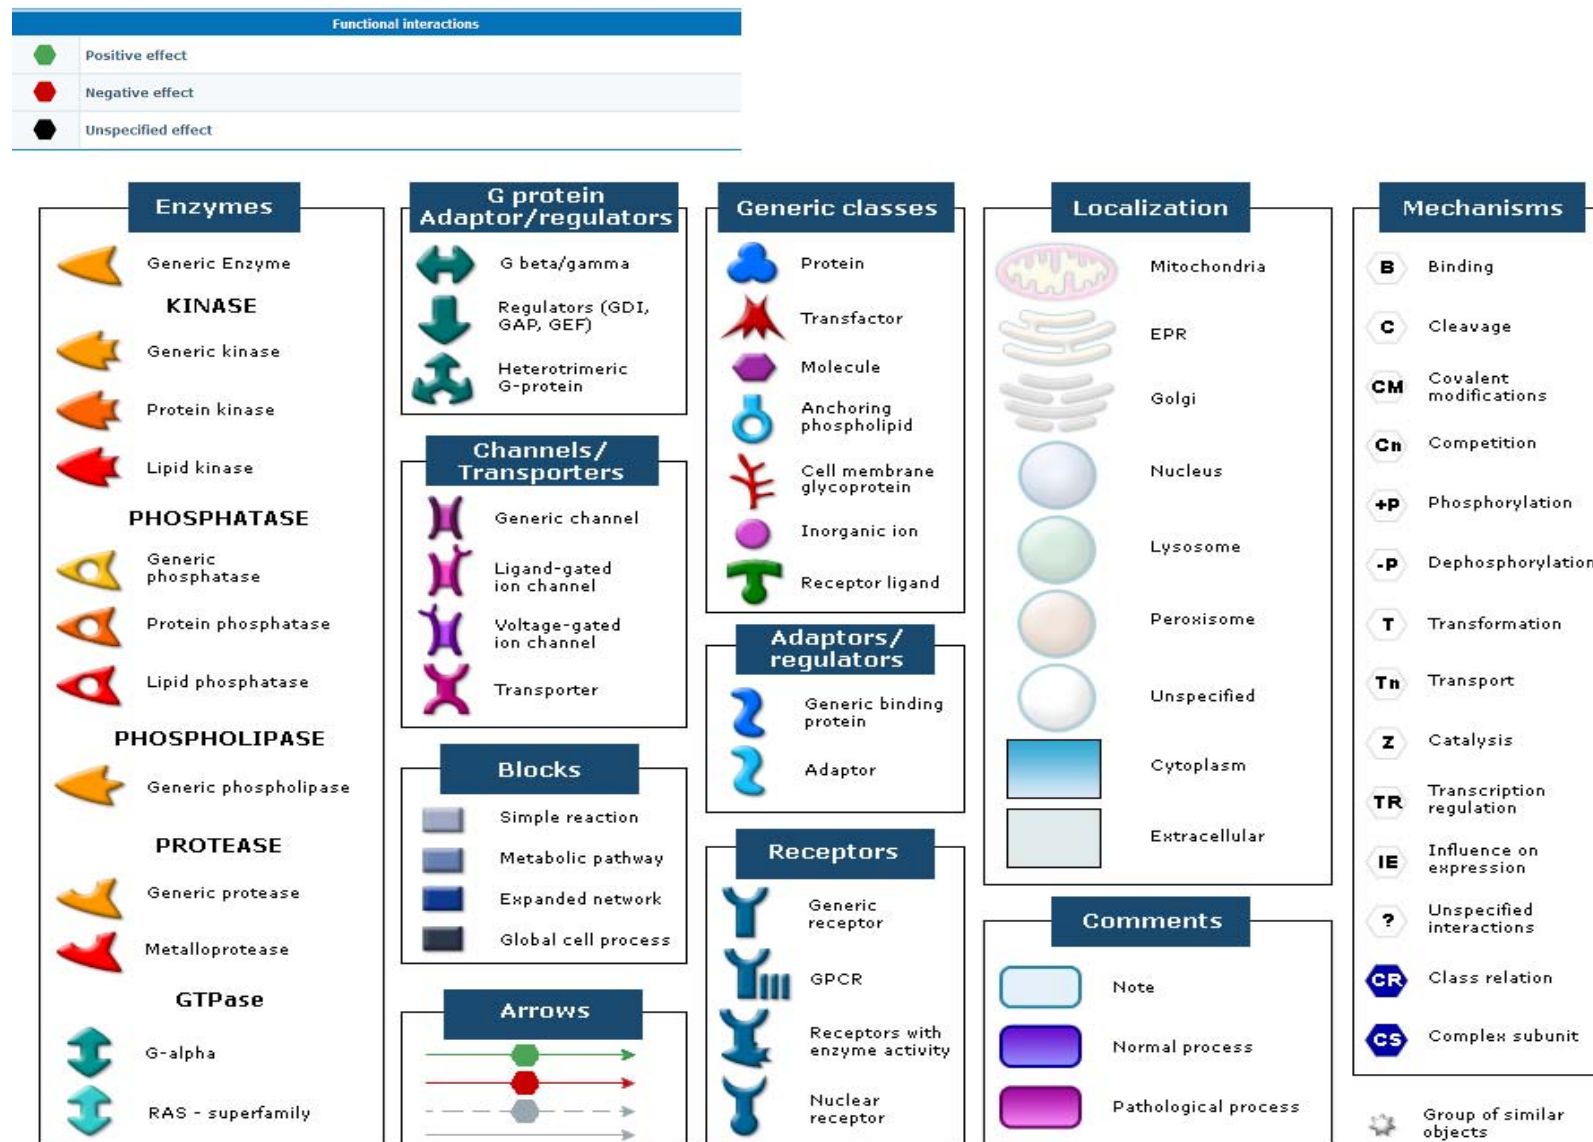 Functional interactions
Positive effect
Negative effect
Unspecified effect
Enzymes
Generic Enzyme
KINASE
Generic kinase
Protein kinase
Lipid kinase
PHOSPHATASE
Generic
phosphatase
Protein phosphatase
Lipid phosphatase
PHOSPHOLIPASE
Generic phospholipase
PROTEASE
Generic protease
Metalloprotease
GTPase
G-alpha
RAS - superfamily
G protein
Adaptor/regulators
G beta/gamma
Regulators (GDI,
GAP, GEF)
Heterotrimeric
G-protein
Channels/
Transporters
Generic channel
Ligand-gated
ion channel
Voltage-gated
ion channel
Transporter
Blocks
Simple reaction
Metabolic pathway
Expanded network
Global cell process
Arrows
Generic classes
Protein
Transfactor
Molecule
Anchoring
phospholipid
Cell membrane
glycoprotein
Inorganic ion
Receptor ligand
Adaptors/
regulators
Generic binding
protein
Adaptor
Receptors
Generic
receptor
GPCR
Receptors with
enzyme activity
Nuclear
receptor
Localization
Mitochondria
EPR
Golgi
Nucleus
Lysosome
Peroxisome
Unspecified
Cytoplasm
Extracellular
Comments
Note
Normal process
Pathological process
Mechanisms
B Binding
C Cleavage
CM Covalent
modifications
Cn Competition
+P Phosphorylation
-P Dephosphorylation
T Transformation
Tn Transport
Z Catalysis
TR Transcription
regulation
IE Influence on
expression
? Unspecified
interactions
CR Class relation
CS Complex subunit
Group of similar
objects